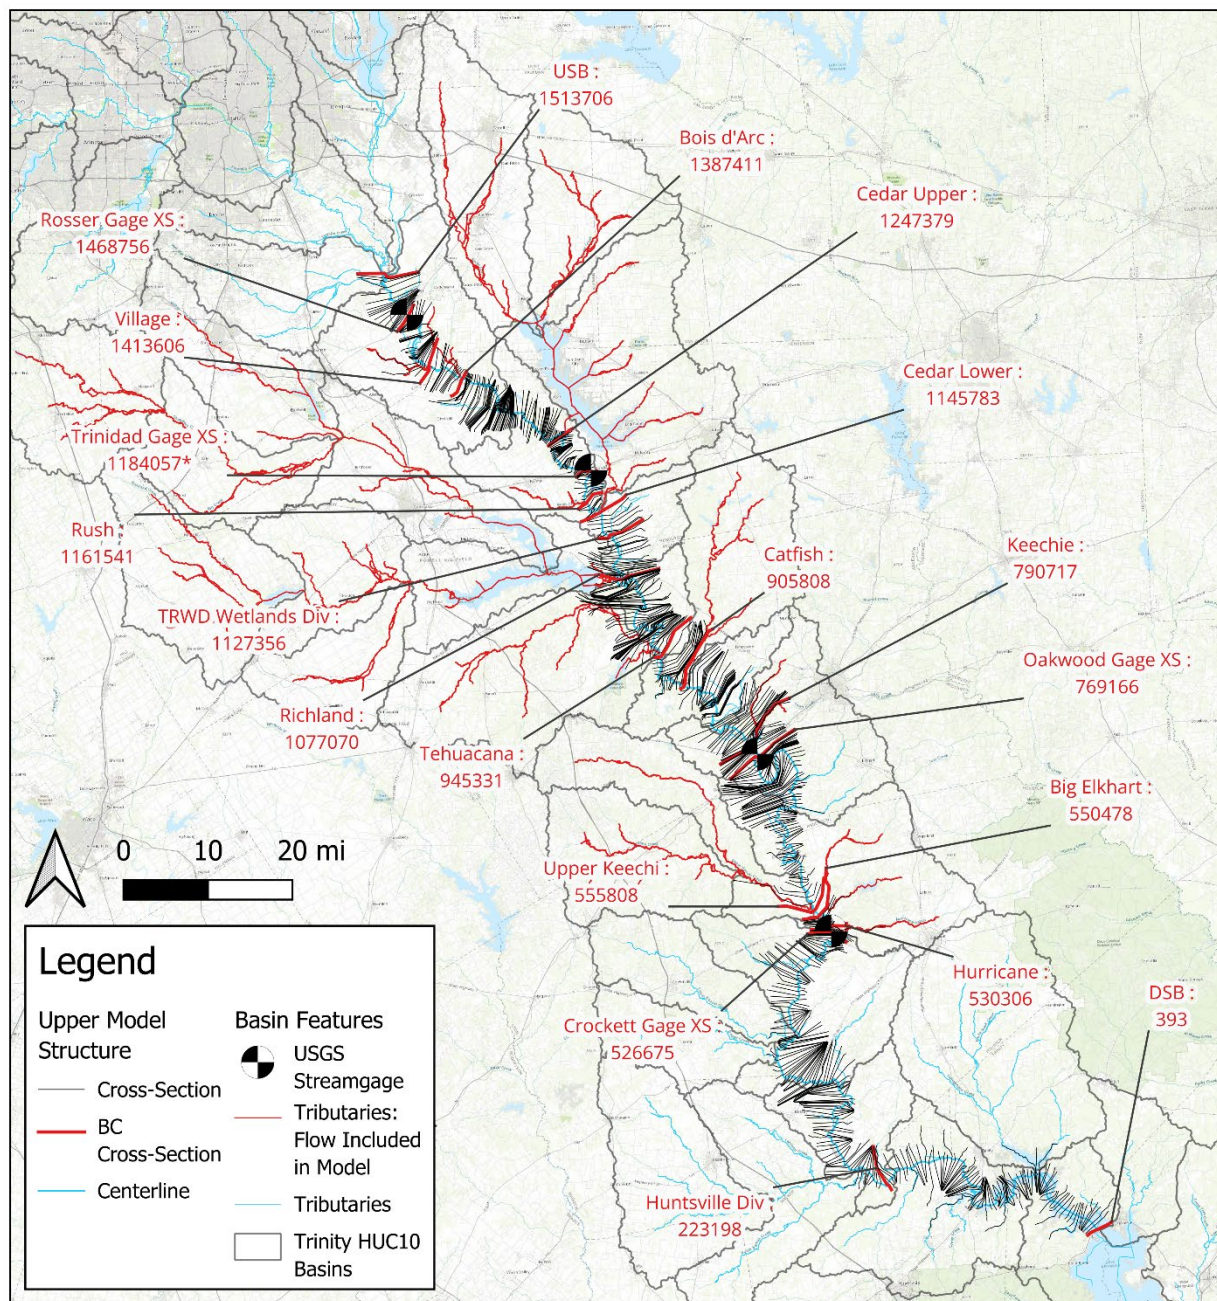 USB :
1513706
Bois d'Arc :
1387411
Cedar Upper :
1247379
Rosser Gage XS :
1468756
Village :
1413606
Cedar Lower :
1145783
Trinidad Gage XS :
1184057*
Rush :
1161541
Catfish :
905808
Keechie :
790717
TRWD Wetlands Div :
1127356
Oakwood Gage XS :
769166
Richland :
1077070
Tehuacana :
945331
Big Elkhart :
550478
0 10 20 mi
Upper Keechi :
555808
Hurricane :
530306
DSB :
393
Crockett Gage XS :
526675
Huntsville Div :
223198
Legend
Upper Model
Structure
Cross-Section
BC
Cross-Section
Centerline
Basin Features
USGS
Streamgage
Tributaries:
Flow Included
in Model
Tributaries
Trinity HUC10
Basins